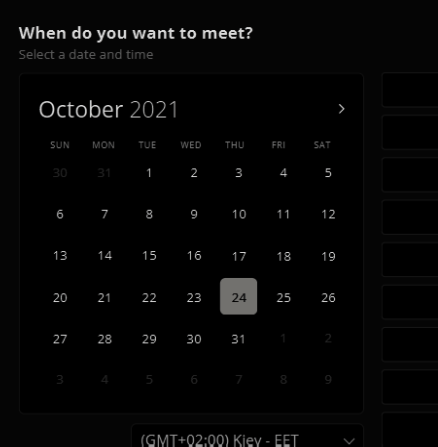 When do you want to meet?
Select a date and time
October 2021
SUN MON TUE WED THU FRI SAT
30 31 1 2 3 4 5
6 7 8 9 10 11 12
13 14 15 16 17 18 19
20 21 22 23 24 25 26
27 28 29 30 31 1 2
3 4 5 6 7 8 9
(GMT+02:00) Kiev - EET